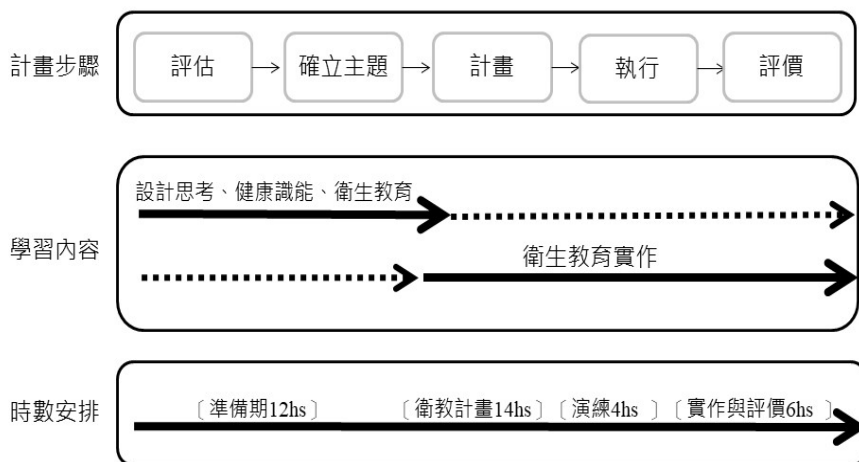 計畫步驟
評估 → 確立主題 → 計畫 → 執行 → 評價
學習內容
設計思考、健康識能、衛生教育
衛生教育實作
時數安排
〔 準備期12hs 〕 〔 衛教計畫14hs 〕 〔 演練4hs 〕 〔 實作與評價6hs 〕